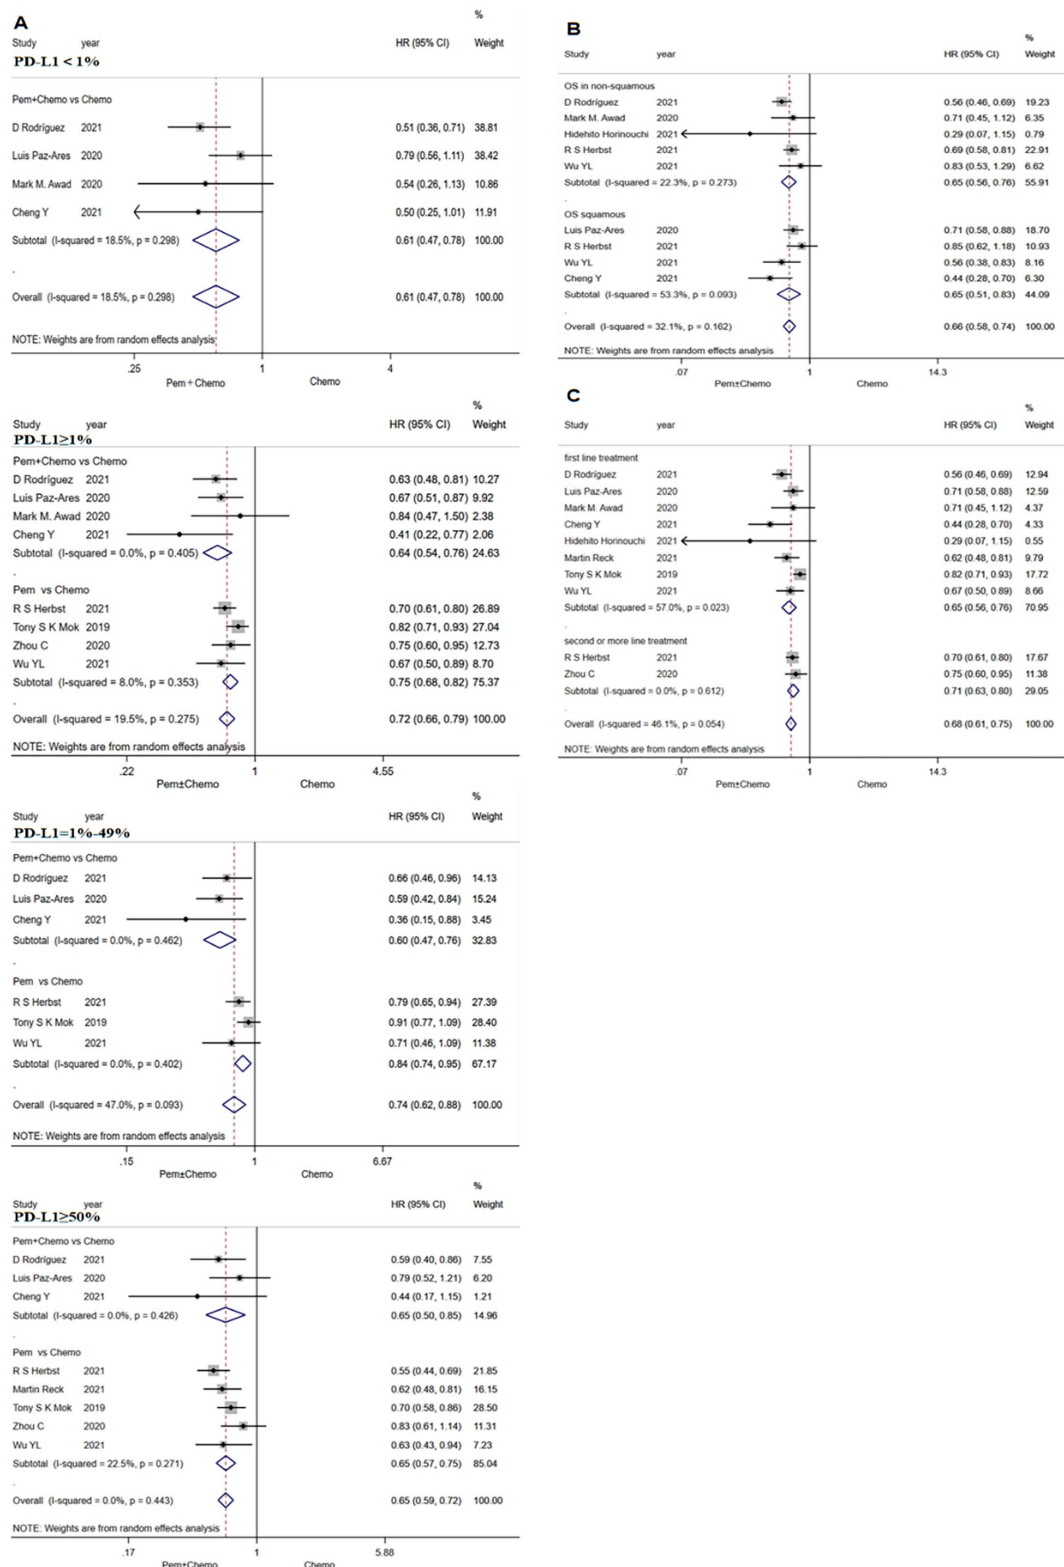 A
%
Study year HR (95% CI) Weight
PD-L1 < 1%
Pem+Chemo vs Chemo
D Rodríguez 2021 0.51 (0.36, 0.71) 38.81
Luis Paz-Ares 2020 0.79 (0.56, 1.11) 38.42
Mark M. Awad 2020 0.54 (0.26, 1.13) 10.86
Cheng Y 2021 0.50 (0.25, 1.01) 11.91
Subtotal (I-squared = 18.5%, p = 0.298) 0.61 (0.47, 0.78) 100.00
.
Overall (I-squared = 18.5%, p = 0.298) 0.61 (0.47, 0.78) 100.00
NOTE: Weights are from random effects analysis
.25 1 4
Pem+Chemo Chemo
%
Study year HR (95% CI) Weight
PD-L1≥1%
Pem+Chemo vs Chemo
D Rodríguez 2021 0.63 (0.48, 0.81) 10.27
Luis Paz-Ares 2020 0.67 (0.51, 0.87) 9.92
Mark M. Awad 2020 0.84 (0.47, 1.50) 2.38
Cheng Y 2021 0.41 (0.22, 0.77) 2.06
Subtotal (I-squared = 0.0%, p = 0.405) 0.64 (0.54, 0.76) 24.63
.
Pem vs Chemo
R S Herbst 2021 0.70 (0.61, 0.80) 26.89
Tony S K Mok 2019 0.82 (0.71, 0.93) 27.04
Zhou C 2020 0.75 (0.60, 0.95) 12.73
Wu YL 2021 0.67 (0.50, 0.89) 8.70
Subtotal (I-squared = 8.0%, p = 0.353) 0.75 (0.68, 0.82) 75.37
.
Overall (I-squared = 19.5%, p = 0.275) 0.72 (0.66, 0.79) 100.00
NOTE: Weights are from random effects analysis
.22 1 4.55
Pem±Chemo Chemo
%
Study year HR (95% CI) Weight
PD-L1=1%-49%
Pem+Chemo vs Chemo
D Rodríguez 2021 0.66 (0.46, 0.96) 14.13
Luis Paz-Ares 2020 0.59 (0.42, 0.84) 15.24
Cheng Y 2021 0.36 (0.15, 0.88) 3.45
Subtotal (I-squared = 0.0%, p = 0.462) 0.60 (0.47, 0.76) 32.83
.
Pem vs Chemo
R S Herbst 2021 0.79 (0.65, 0.94) 27.39
Tony S K Mok 2019 0.91 (0.77, 1.09) 28.40
Wu YL 2021 0.71 (0.46, 1.09) 11.38
Subtotal (I-squared = 0.0%, p = 0.402) 0.84 (0.74, 0.95) 67.17
.
Overall (I-squared = 47.0%, p = 0.093) 0.74 (0.62, 0.88) 100.00
NOTE: Weights are from random effects analysis
.15 1 6.67
Pem±Chemo Chemo
%
Study year HR (95% CI) Weight
PD-L1≥50%
Pem+Chemo vs Chemo
D Rodríguez 2021 0.59 (0.40, 0.86) 7.55
Luis Paz-Ares 2020 0.79 (0.52, 1.21) 6.20
Cheng Y 2021 0.44 (0.17, 1.15) 1.21
Subtotal (I-squared = 0.0%, p = 0.426) 0.65 (0.50, 0.85) 14.96
.
Pem vs Chemo
R S Herbst 2021 0.55 (0.44, 0.69) 21.85
Martin Reck 2021 0.62 (0.48, 0.81) 16.15
Tony S K Mok 2019 0.70 (0.58, 0.86) 28.50
Zhou C 2020 0.83 (0.61, 1.14) 11.31
Wu YL 2021 0.63 (0.43, 0.94) 7.23
Subtotal (I-squared = 22.5%, p = 0.271) 0.65 (0.57, 0.75) 85.04
.
Overall (I-squared = 0.0%, p = 0.443) 0.65 (0.59, 0.72) 100.00
NOTE: Weights are from random effects analysis
.17 1 5.88
Pem±Chemo Chemo
B
%
Study year HR (95% CI) Weight
OS in non-squamous
D Rodríguez 2021 0.56 (0.46, 0.69) 19.23
Mark M. Awad 2020 0.71 (0.45, 1.12) 6.35
Hidehito Horinouchi 2021 0.29 (0.07, 1.15) 0.79
R S Herbst 2021 0.69 (0.58, 0.81) 22.91
Wu YL 2021 0.83 (0.53, 1.29) 6.62
Subtotal (I-squared = 22.3%, p = 0.273) 0.65 (0.56, 0.76) 55.91
.
OS squamous
Luis Paz-Ares 2020 0.71 (0.58, 0.88) 18.70
R S Herbst 2021 0.85 (0.62, 1.18) 10.93
Wu YL 2021 0.56 (0.38, 0.83) 8.16
Cheng Y 2021 0.44 (0.28, 0.70) 6.30
Subtotal (I-squared = 53.3%, p = 0.093) 0.65 (0.51, 0.83) 44.09
.
Overall (I-squared = 32.1%, p = 0.162) 0.66 (0.58, 0.74) 100.00
NOTE: Weights are from random effects analysis
.07 1 14.3
Pem±Chemo Chemo
C
%
Study year HR (95% CI) Weight
first line treatment
D Rodríguez 2021 0.56 (0.46, 0.69) 12.94
Luis Paz-Ares 2020 0.71 (0.58, 0.88) 12.59
Mark M. Awad 2020 0.71 (0.45, 1.12) 4.37
Cheng Y 2021 0.44 (0.28, 0.70) 4.33
Hidehito Horinouchi 2021 0.29 (0.07, 1.15) 0.55
Martin Reck 2021 0.62 (0.48, 0.81) 9.79
Tony S K Mok 2019 0.82 (0.71, 0.93) 17.72
Wu YL 2021 0.67 (0.50, 0.89) 8.66
Subtotal (I-squared = 57.0%, p = 0.023) 0.65 (0.56, 0.76) 70.95
.
second or more line treatment
R S Herbst 2021 0.70 (0.61, 0.80) 17.67
Zhou C 2020 0.75 (0.60, 0.95) 11.38
Subtotal (I-squared = 0.0%, p = 0.612) 0.71 (0.63, 0.80) 29.05
.
Overall (I-squared = 46.1%, p = 0.054) 0.68 (0.61, 0.75) 100.00
NOTE: Weights are from random effects analysis
.07 1 14.3
Pem±Chemo Chemo